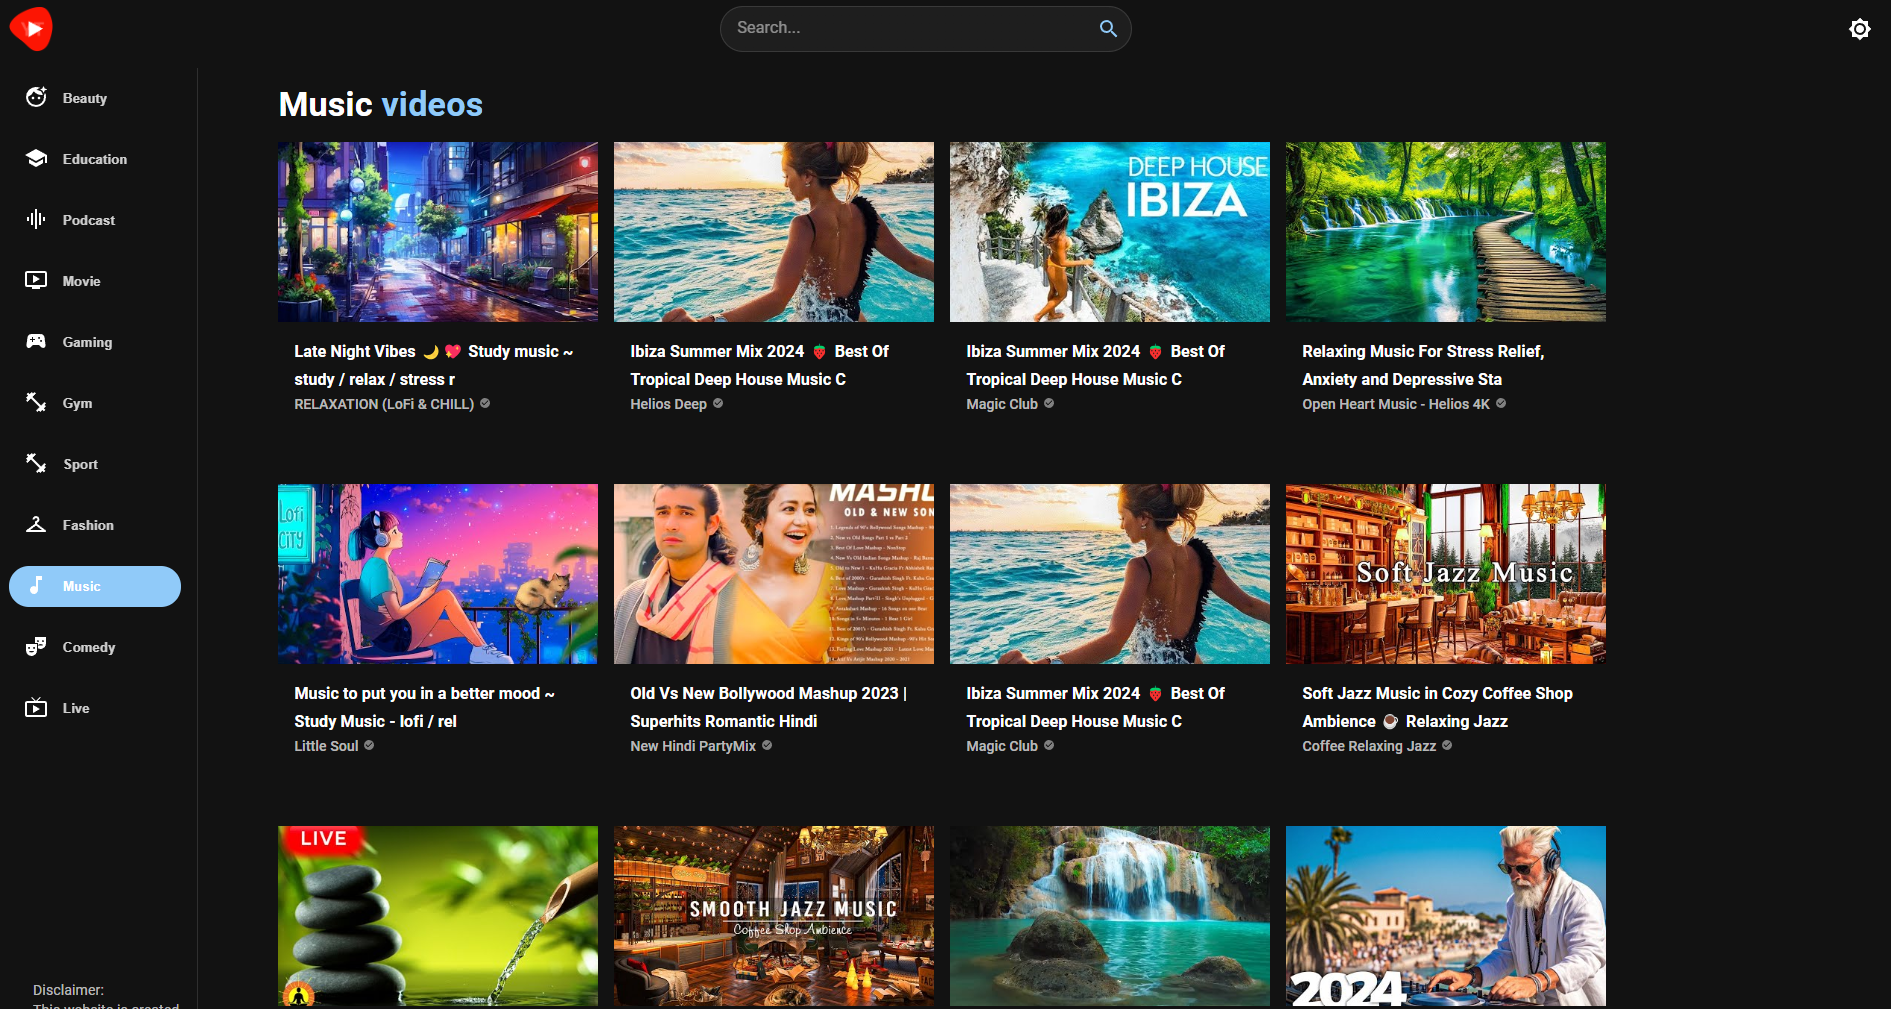 Search...
Beauty
Education
Podcast
Movie
Gaming
Gym
Sport
Fashion
Music
Comedy
Live
Disclaimer:
This website is created
Music videos
DEEP HOUSE
IBIZA
Late Night Vibes 🌙 💖 Study music ~
study / relax / stress r
RELAXATION (LoFi & CHILL)
Ibiza Summer Mix 2024 🍓 Best Of
Tropical Deep House Music C
Helios Deep
Ibiza Summer Mix 2024 🍓 Best Of
Tropical Deep House Music C
Magic Club
Relaxing Music For Stress Relief,
Anxiety and Depressive Sta
Open Heart Music - Helios 4K
Lofi
City
OLD & NEW SON
Soft Jazz Music
Music to put you in a better mood ~
Study Music - lofi / rel
Little Soul
Old Vs New Bollywood Mashup 2023 |
Superhits Romantic Hindi
New Hindi PartyMix
Ibiza Summer Mix 2024 🍓 Best Of
Tropical Deep House Music C
Magic Club
Soft Jazz Music in Cozy Coffee Shop
Ambience ☕ Relaxing Jazz
Coffee Relaxing Jazz
LIVE
SMOOTH JAZZ MUSIC
Coffee Shop Ambience
2024